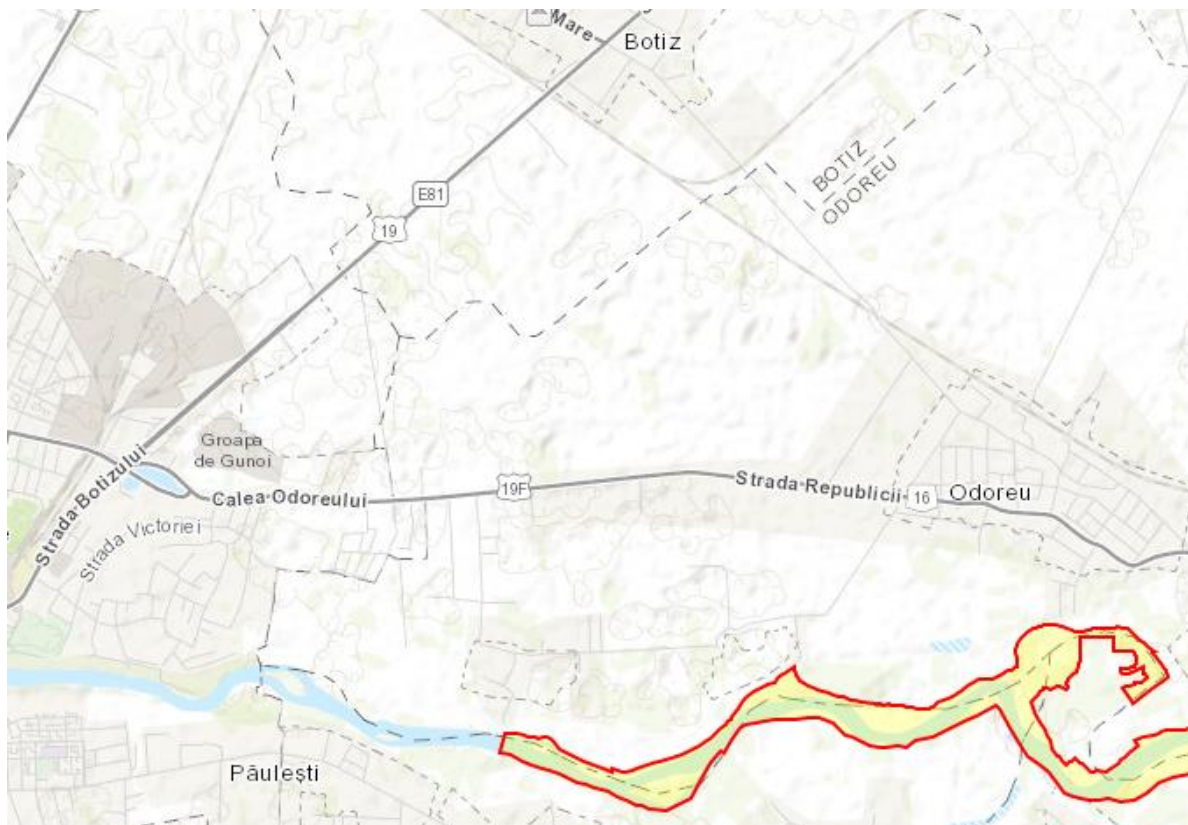 Mare
Botiz
E81
19
BOTIZ
ODOREU
Groapa
de Gunoi
Strada Botizului
Calea Odoreului
19F
Strada Republicii
16
Odoreu
Strada Victoriei
Păulești